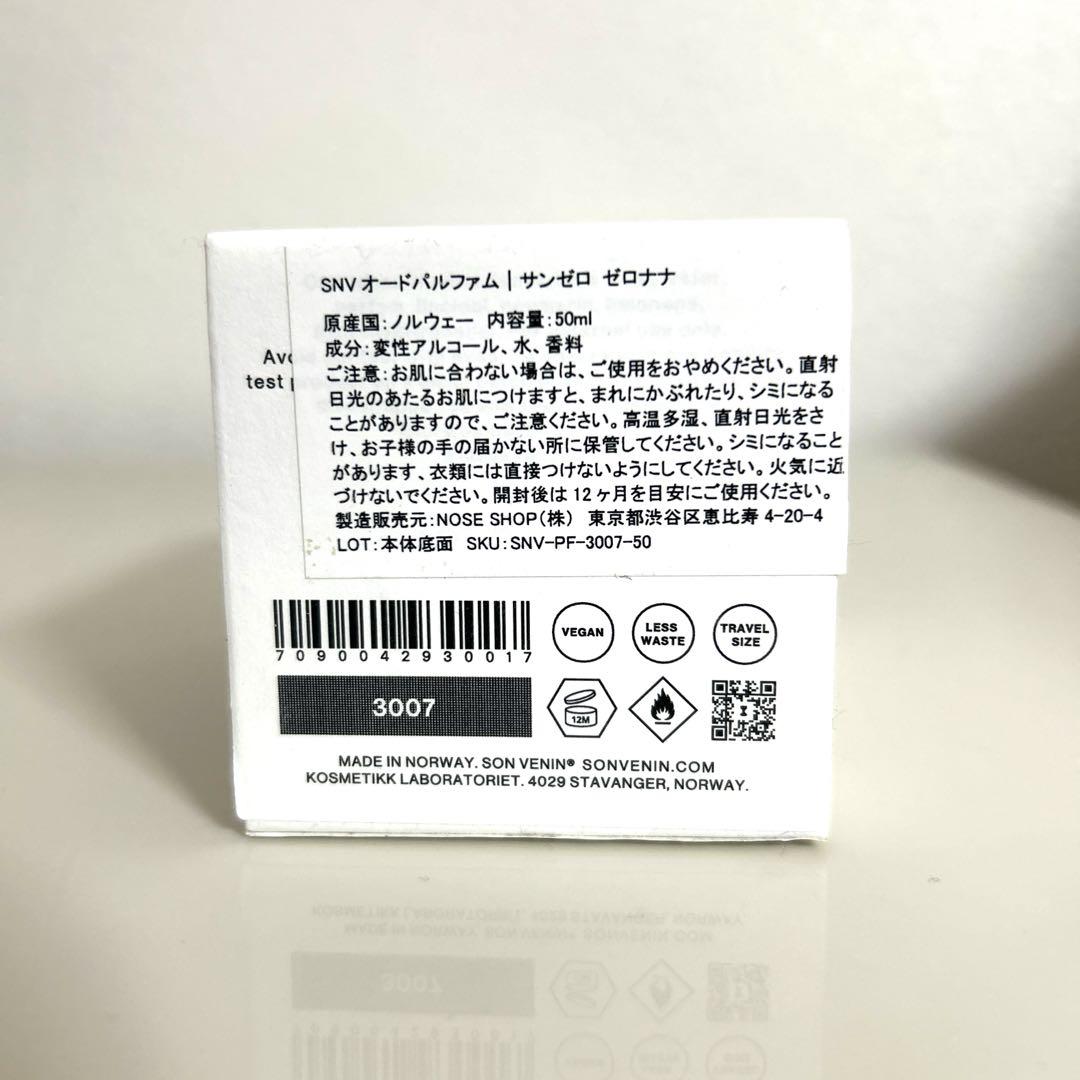 SNV オードパルファム | サンゼロ ゼロナナ
原産国:ノルウェー 内容量:50ml
成分:変性アルコール、水、香料
ご注意:お肌に合わない場合は、ご使用をおやめください。直射
日光のあたるお肌につけますと、まれにかぶれたり、シミになる
ことがありますので、ご注意ください。高温多湿、直射日光をさ
け、お子様の手の届かない所に保管してください。シミになること
があります、衣類には直接つけないようにしてください。火気に近
づけないでください。開封後は12ヶ月を目安にご使用ください。
製造販売元:NOSE SHOP(株) 東京都渋谷区恵比寿 4-20-4
LOT:本体底面 SKU:SNV-PF-3007-50
test
7090042930017
VEGAN
LESS WASTE
TRAVEL SIZE
3007
12M
MADE IN NORWAY. SON VENIN® SONVENIN.COM
KOSMETIKK LABORATORIET. 4029 STAVANGER, NORWAY.